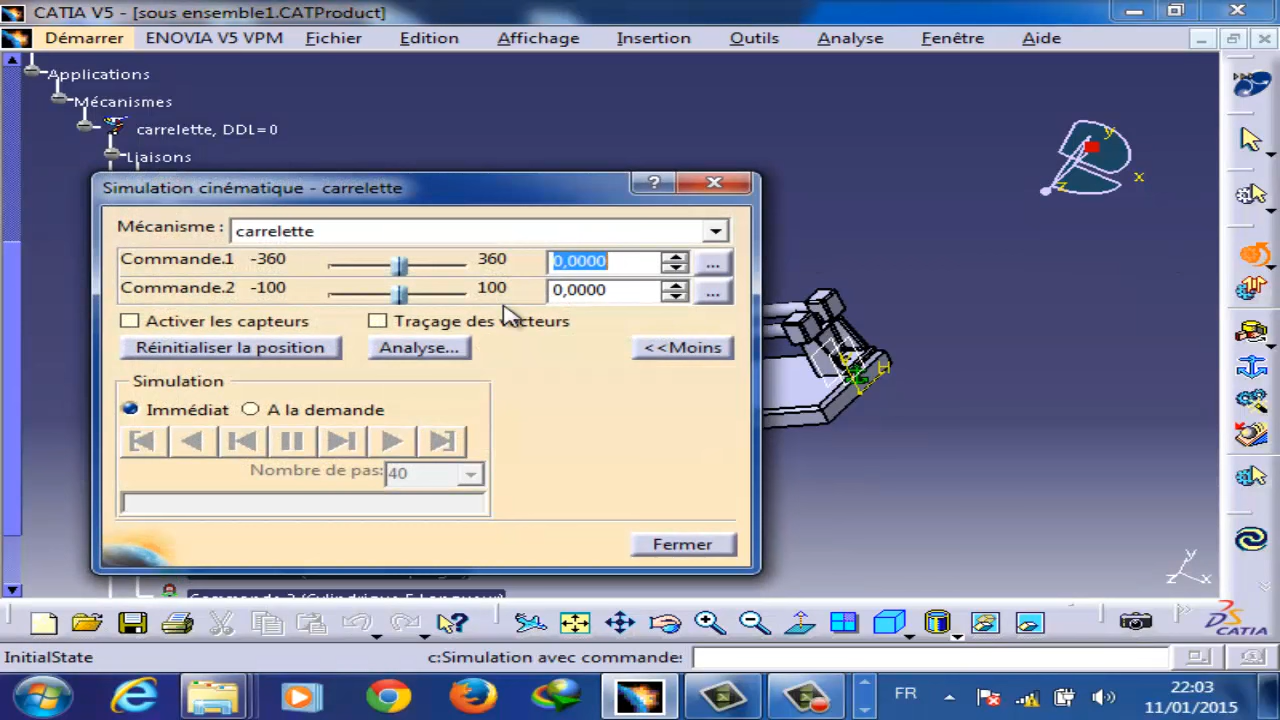 CATIA V5 - [sous ensemble1.CATProduct]
Démarrer ENOVIA V5 VPM Fichier Edition Affichage Insertion Outils Analyse Fenêtre Aide
Applications
Mécanismes
carrelette, DDL=0
Liaisons
Simulation cinématique - carrelette
Mécanisme : carrelette
Commande.1 -360 360 0,0000 ...
Commande.2 -100 100 0,0000 ...
Activer les capteurs Traçage des vecteurs
Réinitialiser la position Analyse... <<Moins
Simulation
Immédiat A la demande
Nombre de pas: 40
Fermer
y
x
z
H
y
z x
CATIA
InitialState c:Simulation avec commande:
FR 22:03
11/01/2015